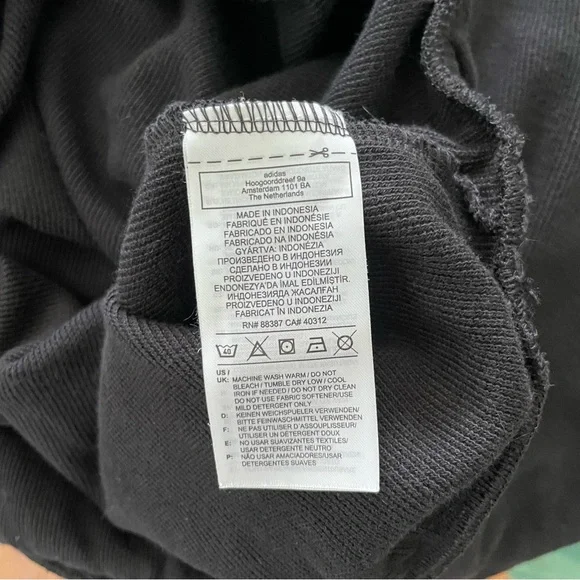 adidas
Hoogoorddreef 9a
Amsterdam 1101 BA
The Netherlands
MADE IN INDONESIA
FABRIQUÉ EN INDONÉSIE
FABRICADO EN INDONESIA
FABRICADO NA INDONÉSIA
GYÁRTVA: INDONÉZIA
ПРОИЗВЕДЕНО В ИНДОНЕЗИЯ
СДЕЛАНО В ИНДОНЕЗИИ
PROIZVEDENO U INDONEZIJI
ENDONEZYA'DA İMAL EDİLMİŞTİR.
ИНДОНЕЗИЯДА ЖАСАЛҒАН
PROIZVEDENO U INDONEZIJI
FABRICAT ÎN INDONEZIA
RN# 88387 CA# 40312
40
US /
UK: MACHINE WASH WARM / DO NOT
BLEACH / TUMBLE DRY LOW / COOL
IRON IF NEEDED / DO NOT DRY CLEAN
DO NOT USE FABRIC SOFTENER/USE
MILD DETERGENT ONLY
D: KEINEN WEICHSPUELER VERWENDEN/
BITTE FEINWASCHMITTEL VERWENDEN
F: NE PAS UTILISER D'ASSOUPLISSEUR/
UTILISER UN DETERGENT DOUX
E: NO USAR SUAVIZANTES TEXTILES/
USAR DETERGENTE NEUTRO
P: NÃO USAR AMACIADORES/USAR
DETERGENTES SUAVES